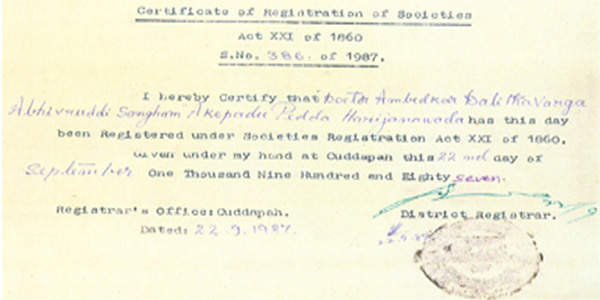 Certificate of Registration of Societies
Act XXI of 1860
S.No. 386. of 1987.
I hereby Certify that Doctor Ambedkar Dalitha Varga
Abhivruddi Sangham Akepadu Pedda Harijanawada has this day
been Registered under Societies Registration Act XXI of 1860.
Given under my hand at Cuddapah this 22nd day of
September One Thousand Nine Hundred and Eighty seven.
Registrar's Office: Cuddapah.
District Registrar.
Dated: 22.9.1987.
22.9.87